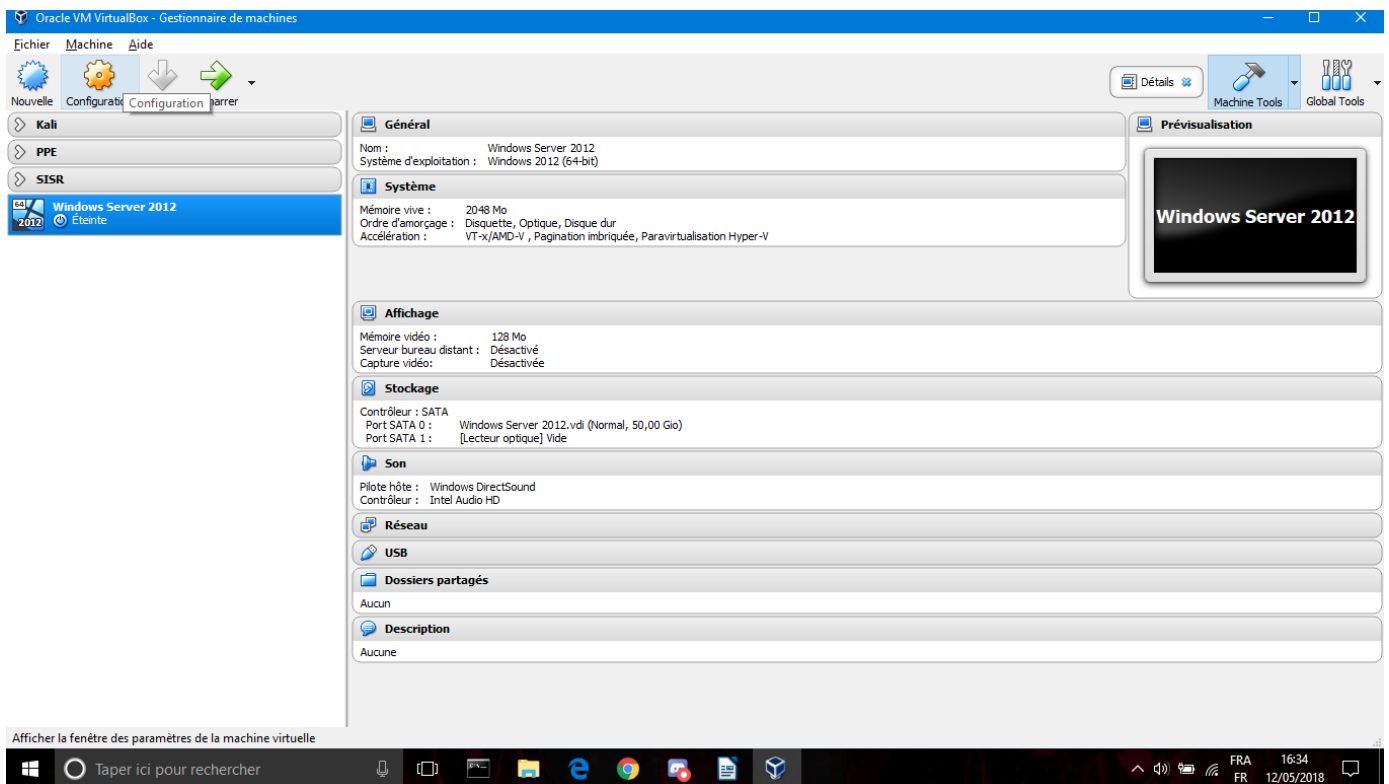 Oracle VM VirtualBox - Gestionnaire de machines
Fichier Machine Aide
Nouvelle Configuration
Configuration
Détails
Machine Tools
Global Tools
Kali
PPE
SISR
64
2012
Windows Server 2012
Éteinte
Général
Nom : Windows Server 2012
Système d'exploitation : Windows 2012 (64-bit)
Système
Mémoire vive : 2048 Mo
Ordre d'amorçage : Disquette, Optique, Disque dur
Accélération : VT-x/AMD-V , Pagination imbriquée, Paravirtualisation Hyper-V
Prévisualisation
Windows Server 2012
Affichage
Mémoire vidéo : 128 Mo
Serveur bureau distant : Désactivé
Capture vidéo: Désactivée
Stockage
Contrôleur : SATA
Port SATA 0 : Windows Server 2012.vdi (Normal, 50,00 Gio)
Port SATA 1 : [Lecteur optique] Vide
Son
Pilote hôte : Windows DirectSound
Contrôleur : Intel Audio HD
Réseau
USB
Dossiers partagés
Aucun
Description
Aucune
Afficher la fenêtre des paramètres de la machine virtuelle
Taper ici pour rechercher
FRA
FR
16:34
12/05/2018